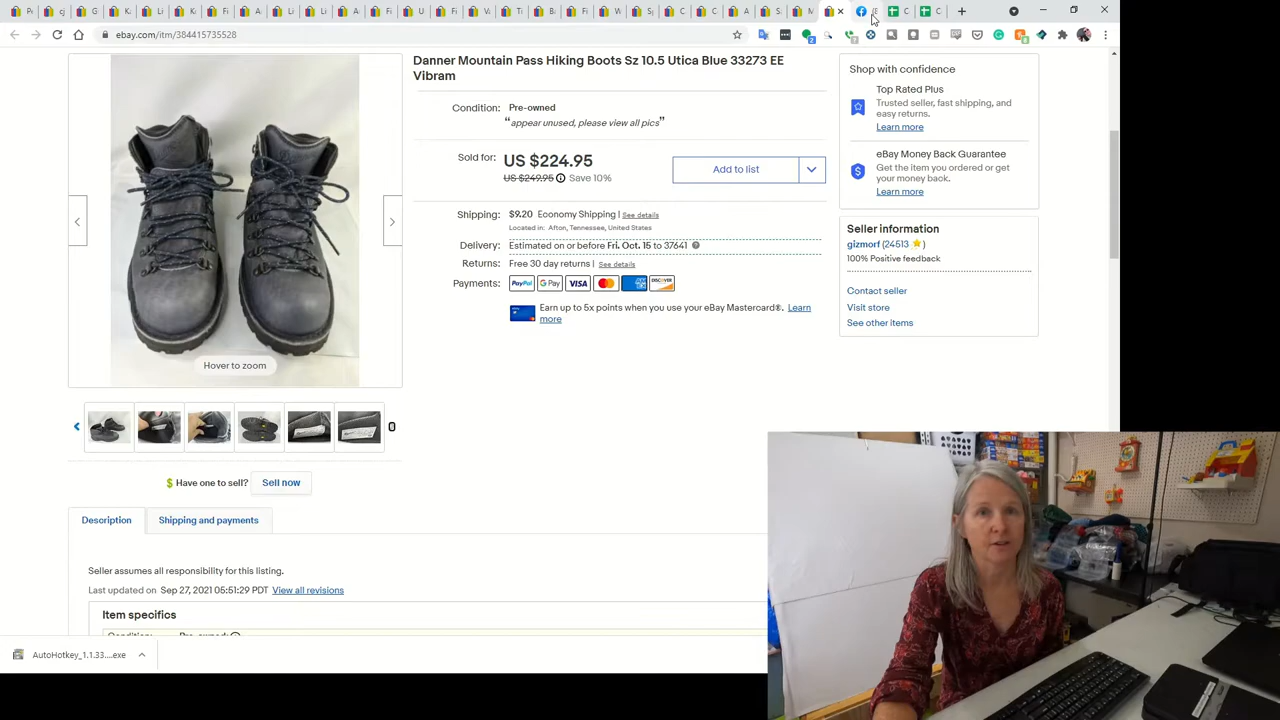 ebay.com/itm/384415735528
Danner Mountain Pass Hiking Boots Sz 10.5 Utica Blue 33273 EE
Vibram
Condition: Pre-owned
“appear unused, please view all pics”
Sold for: US $224.95
US $249.95 Save 10%
Add to list
Shipping: $9.20 Economy Shipping | See details
Located in: Afton, Tennessee, United States
Delivery: Estimated on or before Fri. Oct. 15 to 37641
Returns: Free 30 day returns | See details
Payments: PayPal G Pay VISA DISCOVER
Earn up to 5x points when you use your eBay Mastercard®. Learn
more
Hover to zoom
$ Have one to sell? Sell now
Description
Shipping and payments
Seller assumes all responsibility for this listing.
Last updated on Sep 27, 2021 05:51:29 PDT View all revisions
Item specifics
Condition: Pre-owned:
AutoHotkey_1.1.33....exe
Shop with confidence
Top Rated Plus
Trusted seller, fast shipping, and
easy returns.
Learn more
eBay Money Back Guarantee
Get the item you ordered or get
your money back.
Learn more
Seller information
gizmorf (24513 )
100% Positive feedback
Contact seller
Visit store
See other items